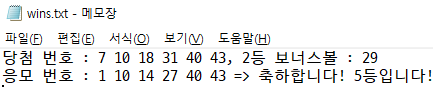 wins.txt - 메모장
파일(F) 편집(E) 서식(O) 보기(V) 도움말(H)
당첨 번호 : 7 10 18 31 40 43, 2등 보너스볼 : 29
응모 번호 : 1 10 14 27 40 43 => 축하합니다! 5등입니다!